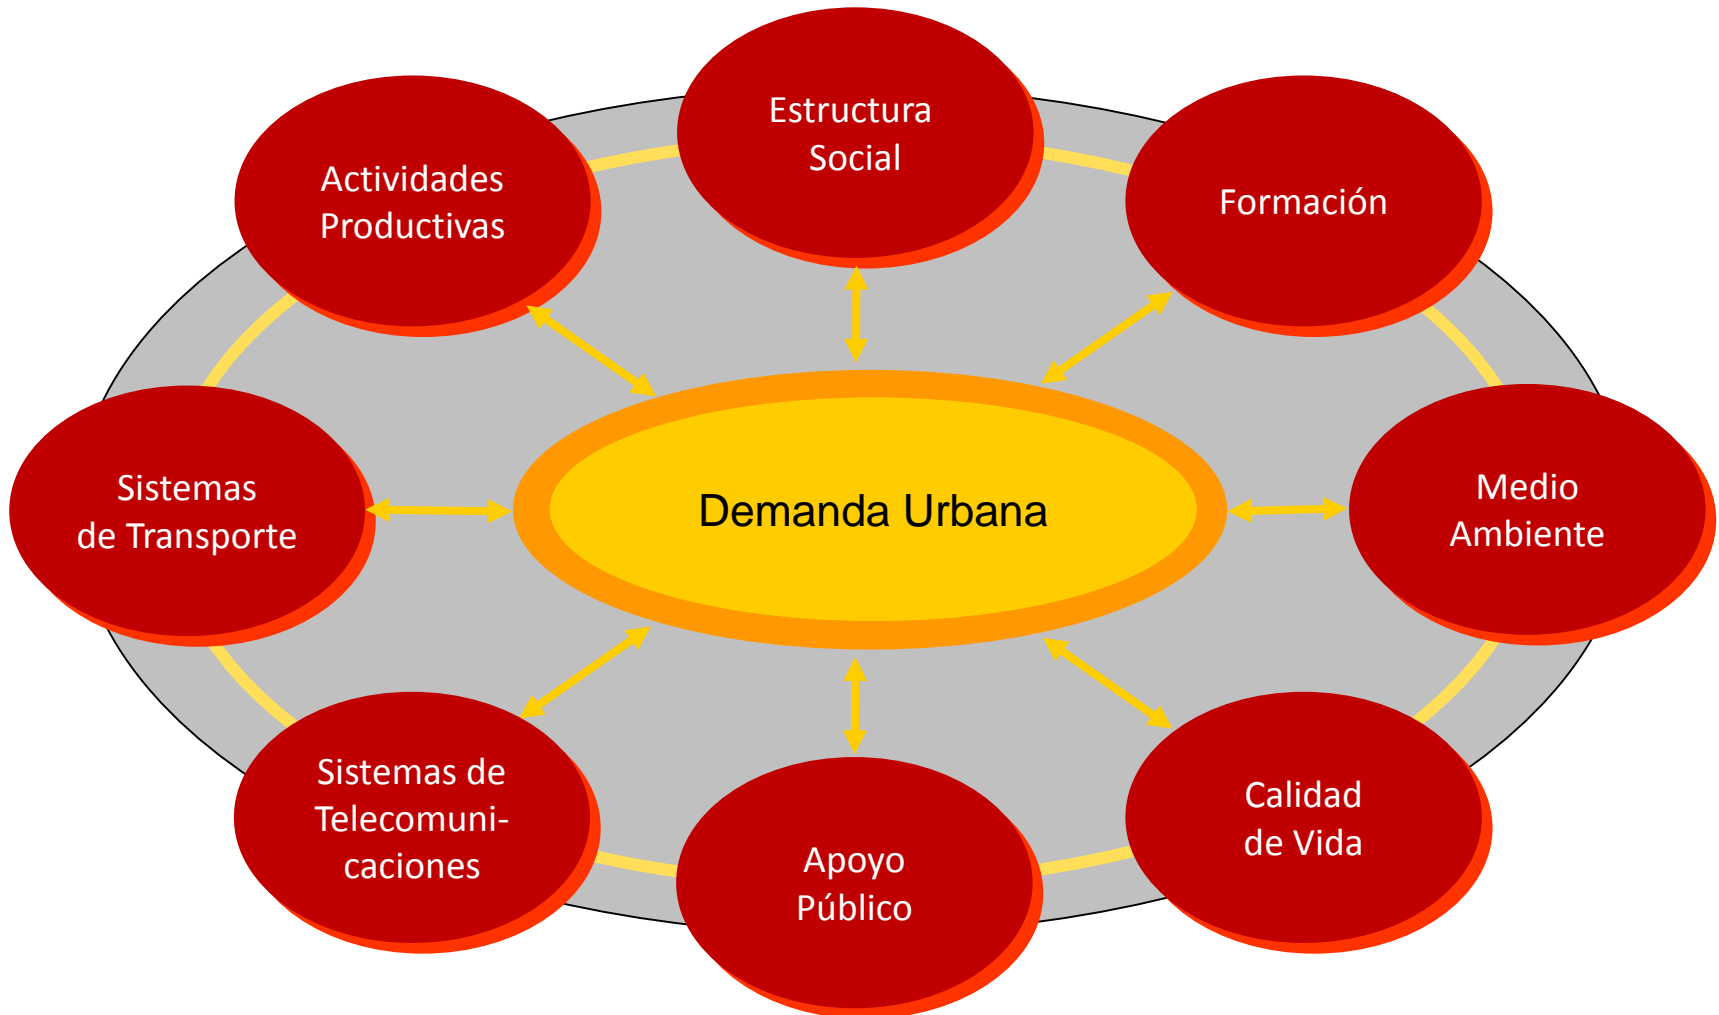 Estructura
Social
Actividades
Productivas
Formación
Sistemas
de Transporte
Demanda Urbana
Medio
Ambiente
Sistemas de
Telecomuni-
caciones
Apoyo
Público
Calidad
de Vida